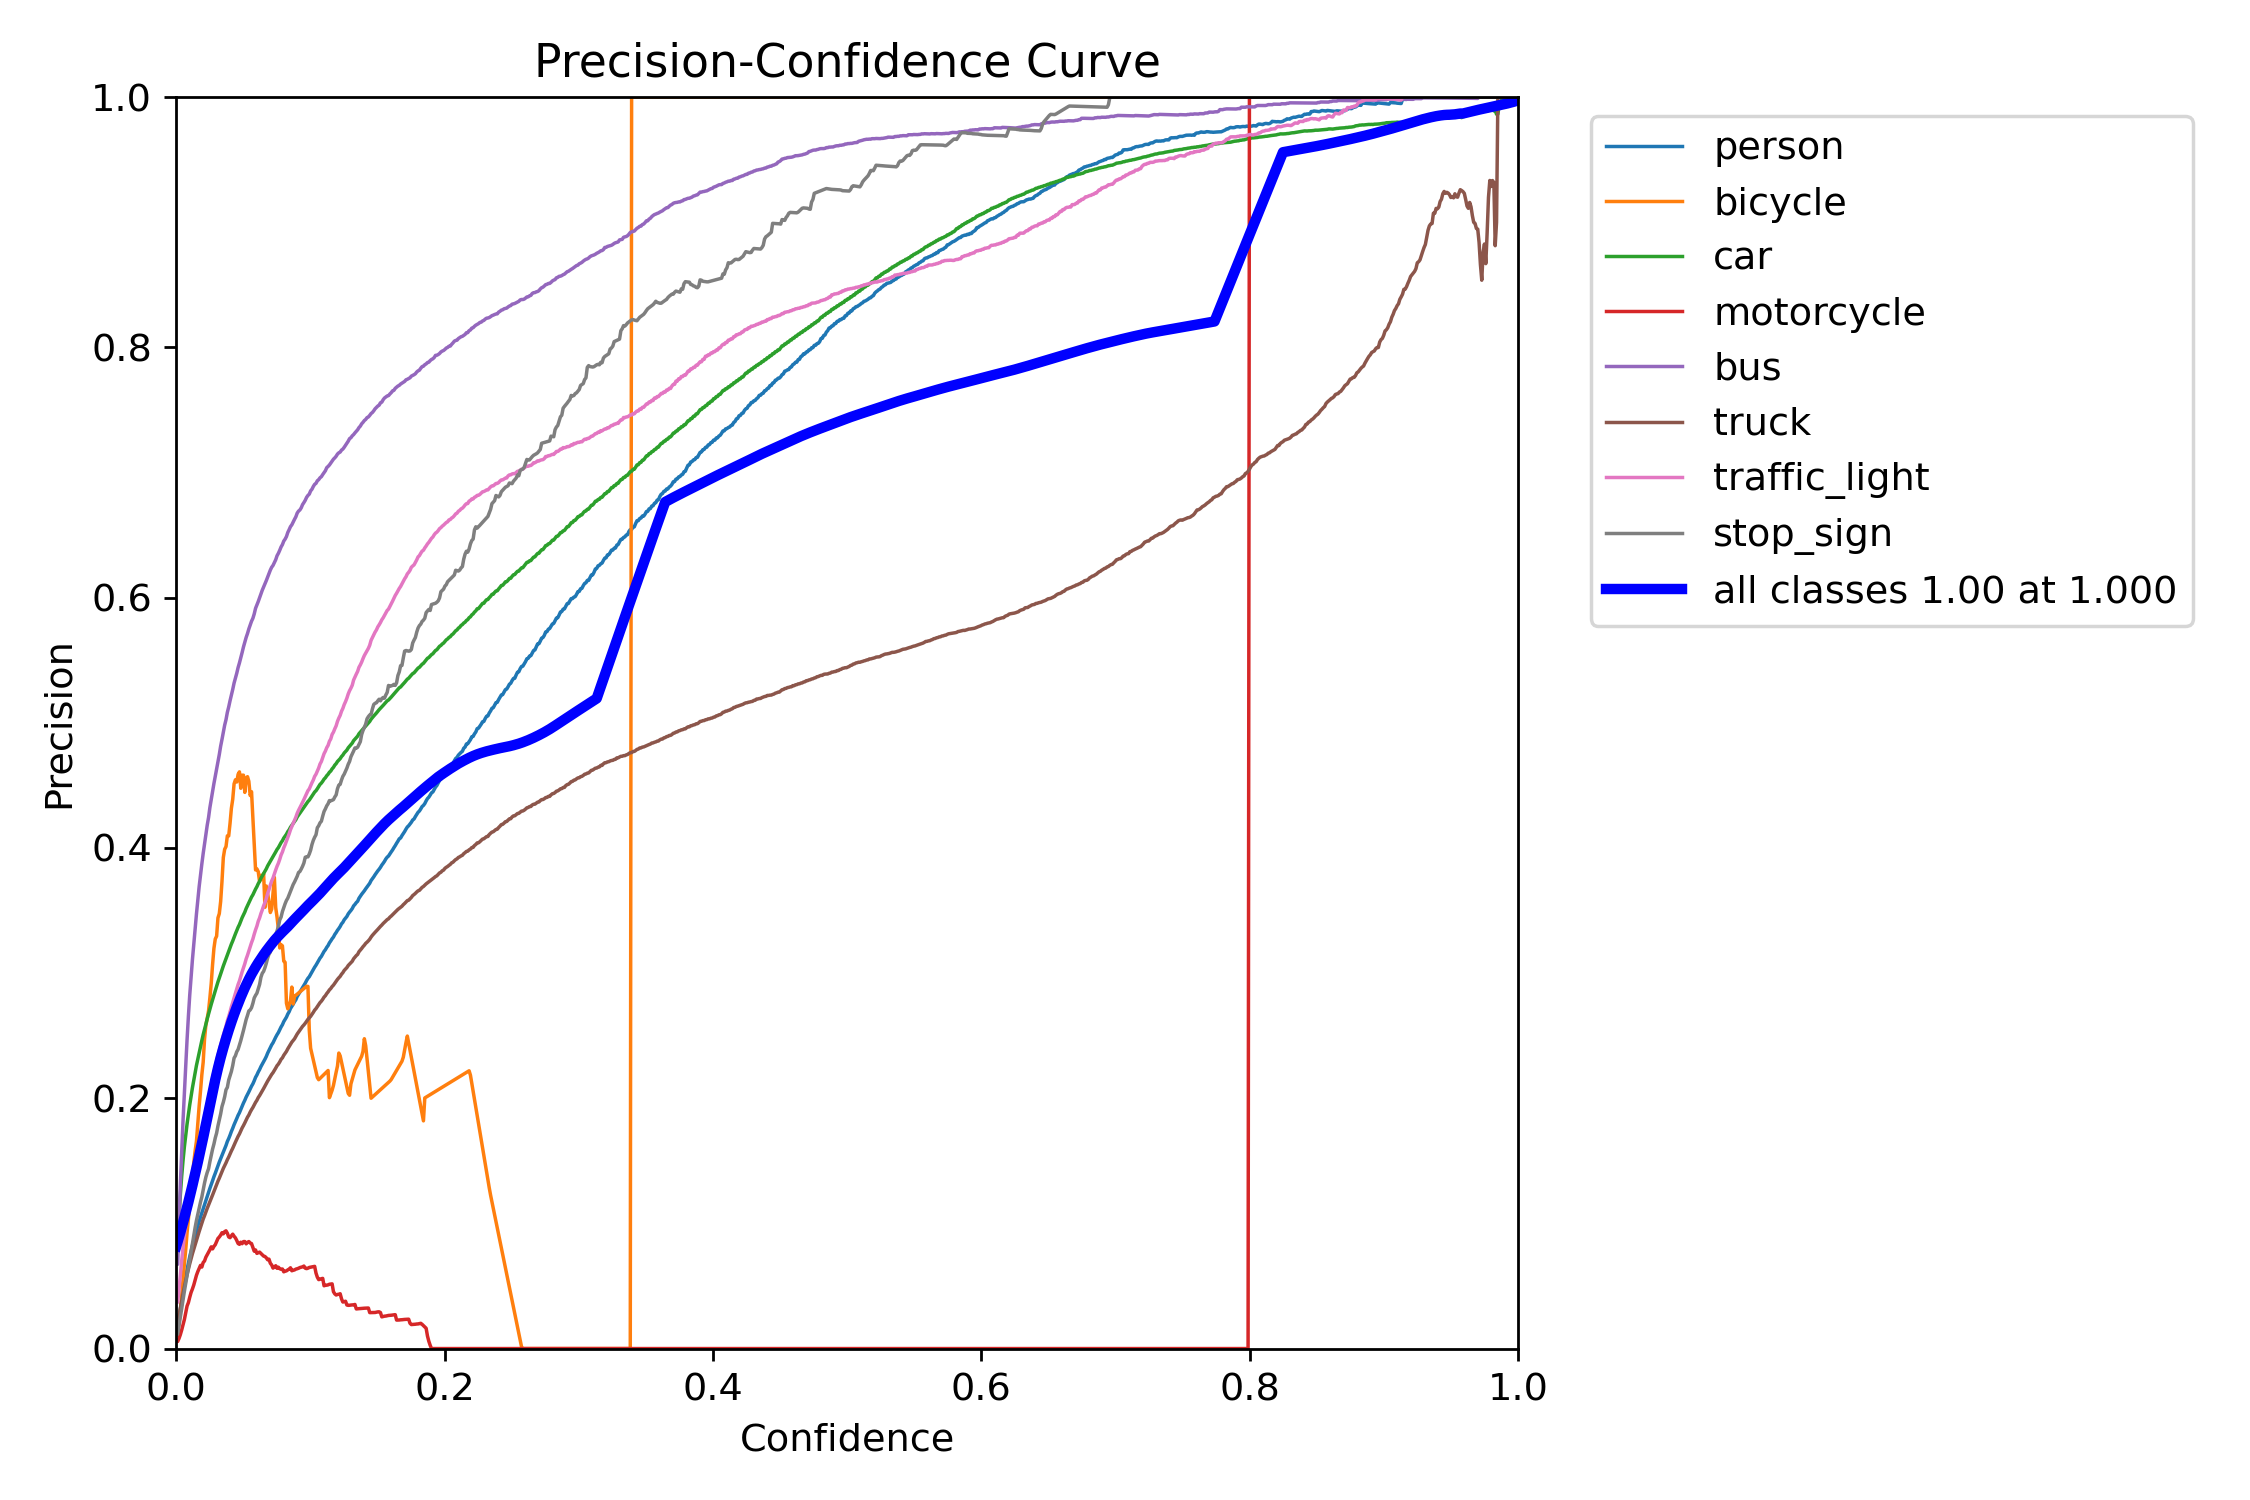 Precision-Confidence Curve
1.0
0.8
0.6
0.4
0.2
0.0
Precision
0.0 0.2 0.4 0.6 0.8 1.0
Confidence
person
bicycle
car
motorcycle
bus
truck
traffic_light
stop_sign
all classes 1.00 at 1.000